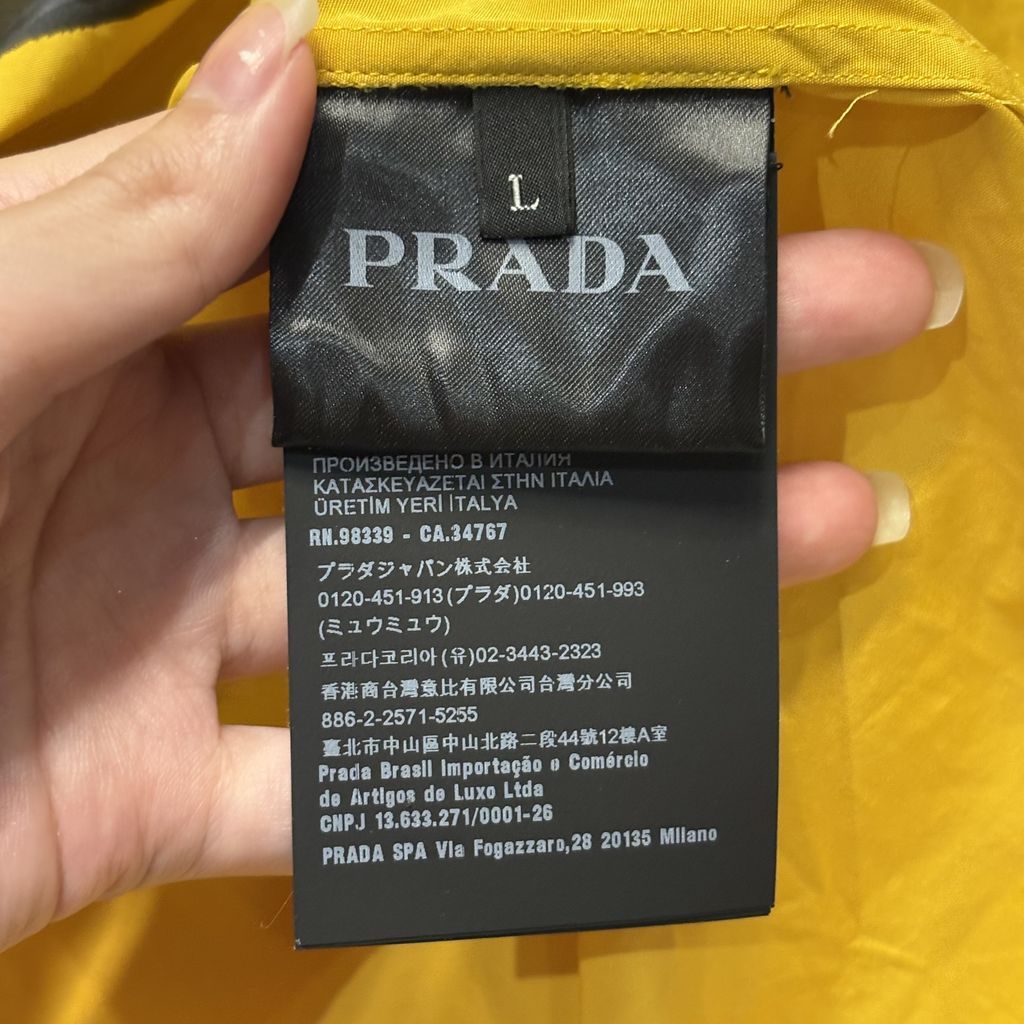 L
PRADA
ПРОИЗВЕДЕНО В ИТАЛИЯ
ΚΑΤΑΣΚΕΥΑΖΕΤΑΙ ΣΤΗΝ ΙΤΑΛΙΑ
ÜRETİM YERİ İTALYA
RN.98339 - CA.34767
プラダジャパン株式会社
0120-451-913(プラダ)0120-451-993
(ミュウミュウ)
프라다코리아(유)02-3443-2323
香港商台灣意比有限公司台灣分公司
886-2-2571-5255
臺北市中山區中山北路二段44號12樓A室
Prada Brasil Importação e Comércio
de Artigos de Luxo Ltda
CNPJ 13.633.271/0001-26
PRADA SPA Via Fogazzaro,28 20135 Milano